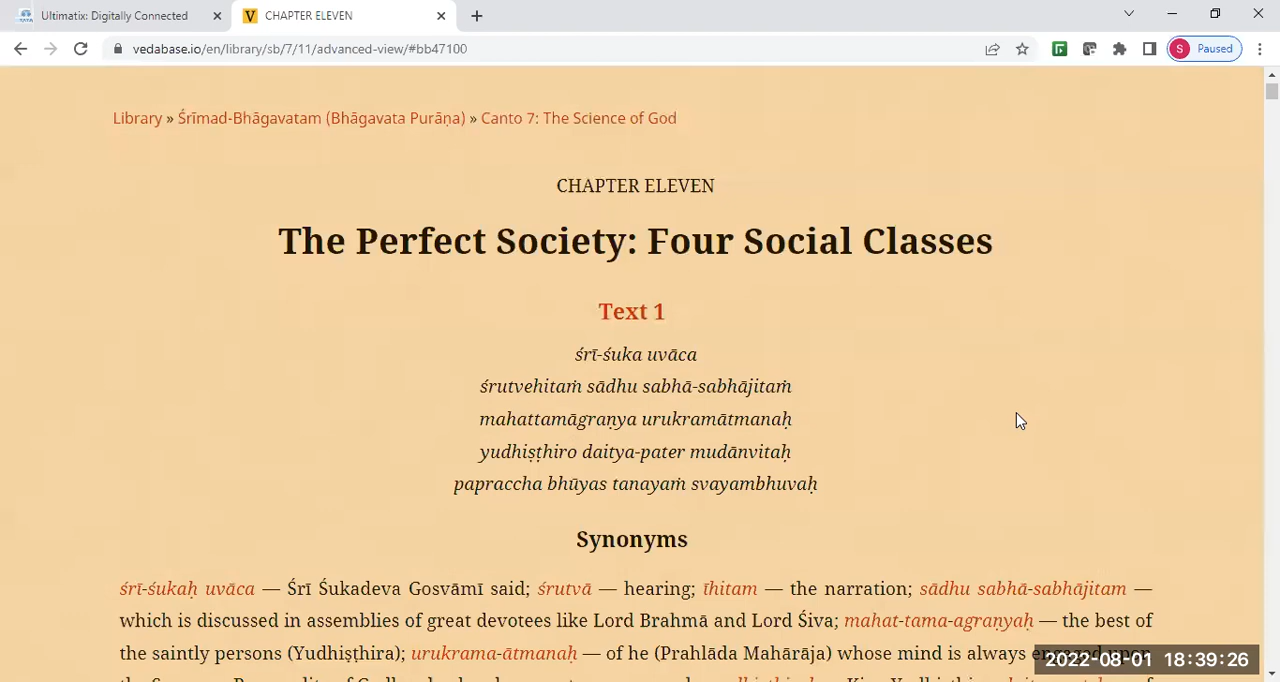 Ultimatix: Digitally Connected
CHAPTER ELEVEN
vedabase.io/en/library/sb/7/11/advanced-view/#bb47100
S Paused
Library » Śrīmad-Bhāgavatam (Bhāgavata Purāṇa) » Canto 7: The Science of God
CHAPTER ELEVEN
The Perfect Society: Four Social Classes
Text 1
śrī-śuka uvāca
śrutvehitaṁ sādhu sabhā-sabhājitaṁ
mahattamāgraṇya urukramātmanaḥ
yudhiṣṭhiro daitya-pater mudānvitaḥ
papraccha bhūyas tanayaṁ svayambhuvaḥ
Synonyms
śrī-śukaḥ uvāca — Śrī Śukadeva Gosvāmī said; śrutvā — hearing; īhitam — the narration; sādhu sabhā-sabhājitam —
which is discussed in assemblies of great devotees like Lord Brahmā and Lord Śiva; mahat-tama-agraṇyaḥ — the best of
the saintly persons (Yudhiṣṭhira); urukrama-ātmanaḥ — of he (Prahlāda Mahārāja) whose mind is always engaged upon
2022-08-01 18:39:26